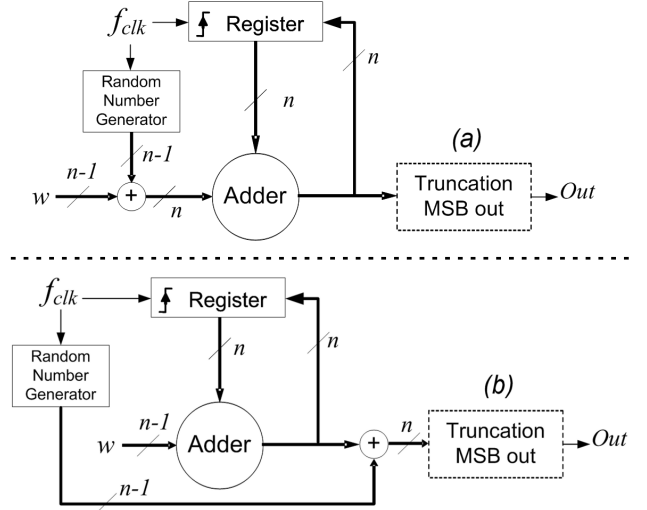 f_clk
Register
n
n
Random
Number
Generator
(a)
n-1
n-1
w
+
n
Adder
Truncation
MSB out
Out
f_clk
Register
n
n
Random
Number
Generator
(b)
n-1
n
w
Adder
+
Truncation
MSB out
Out
n-1